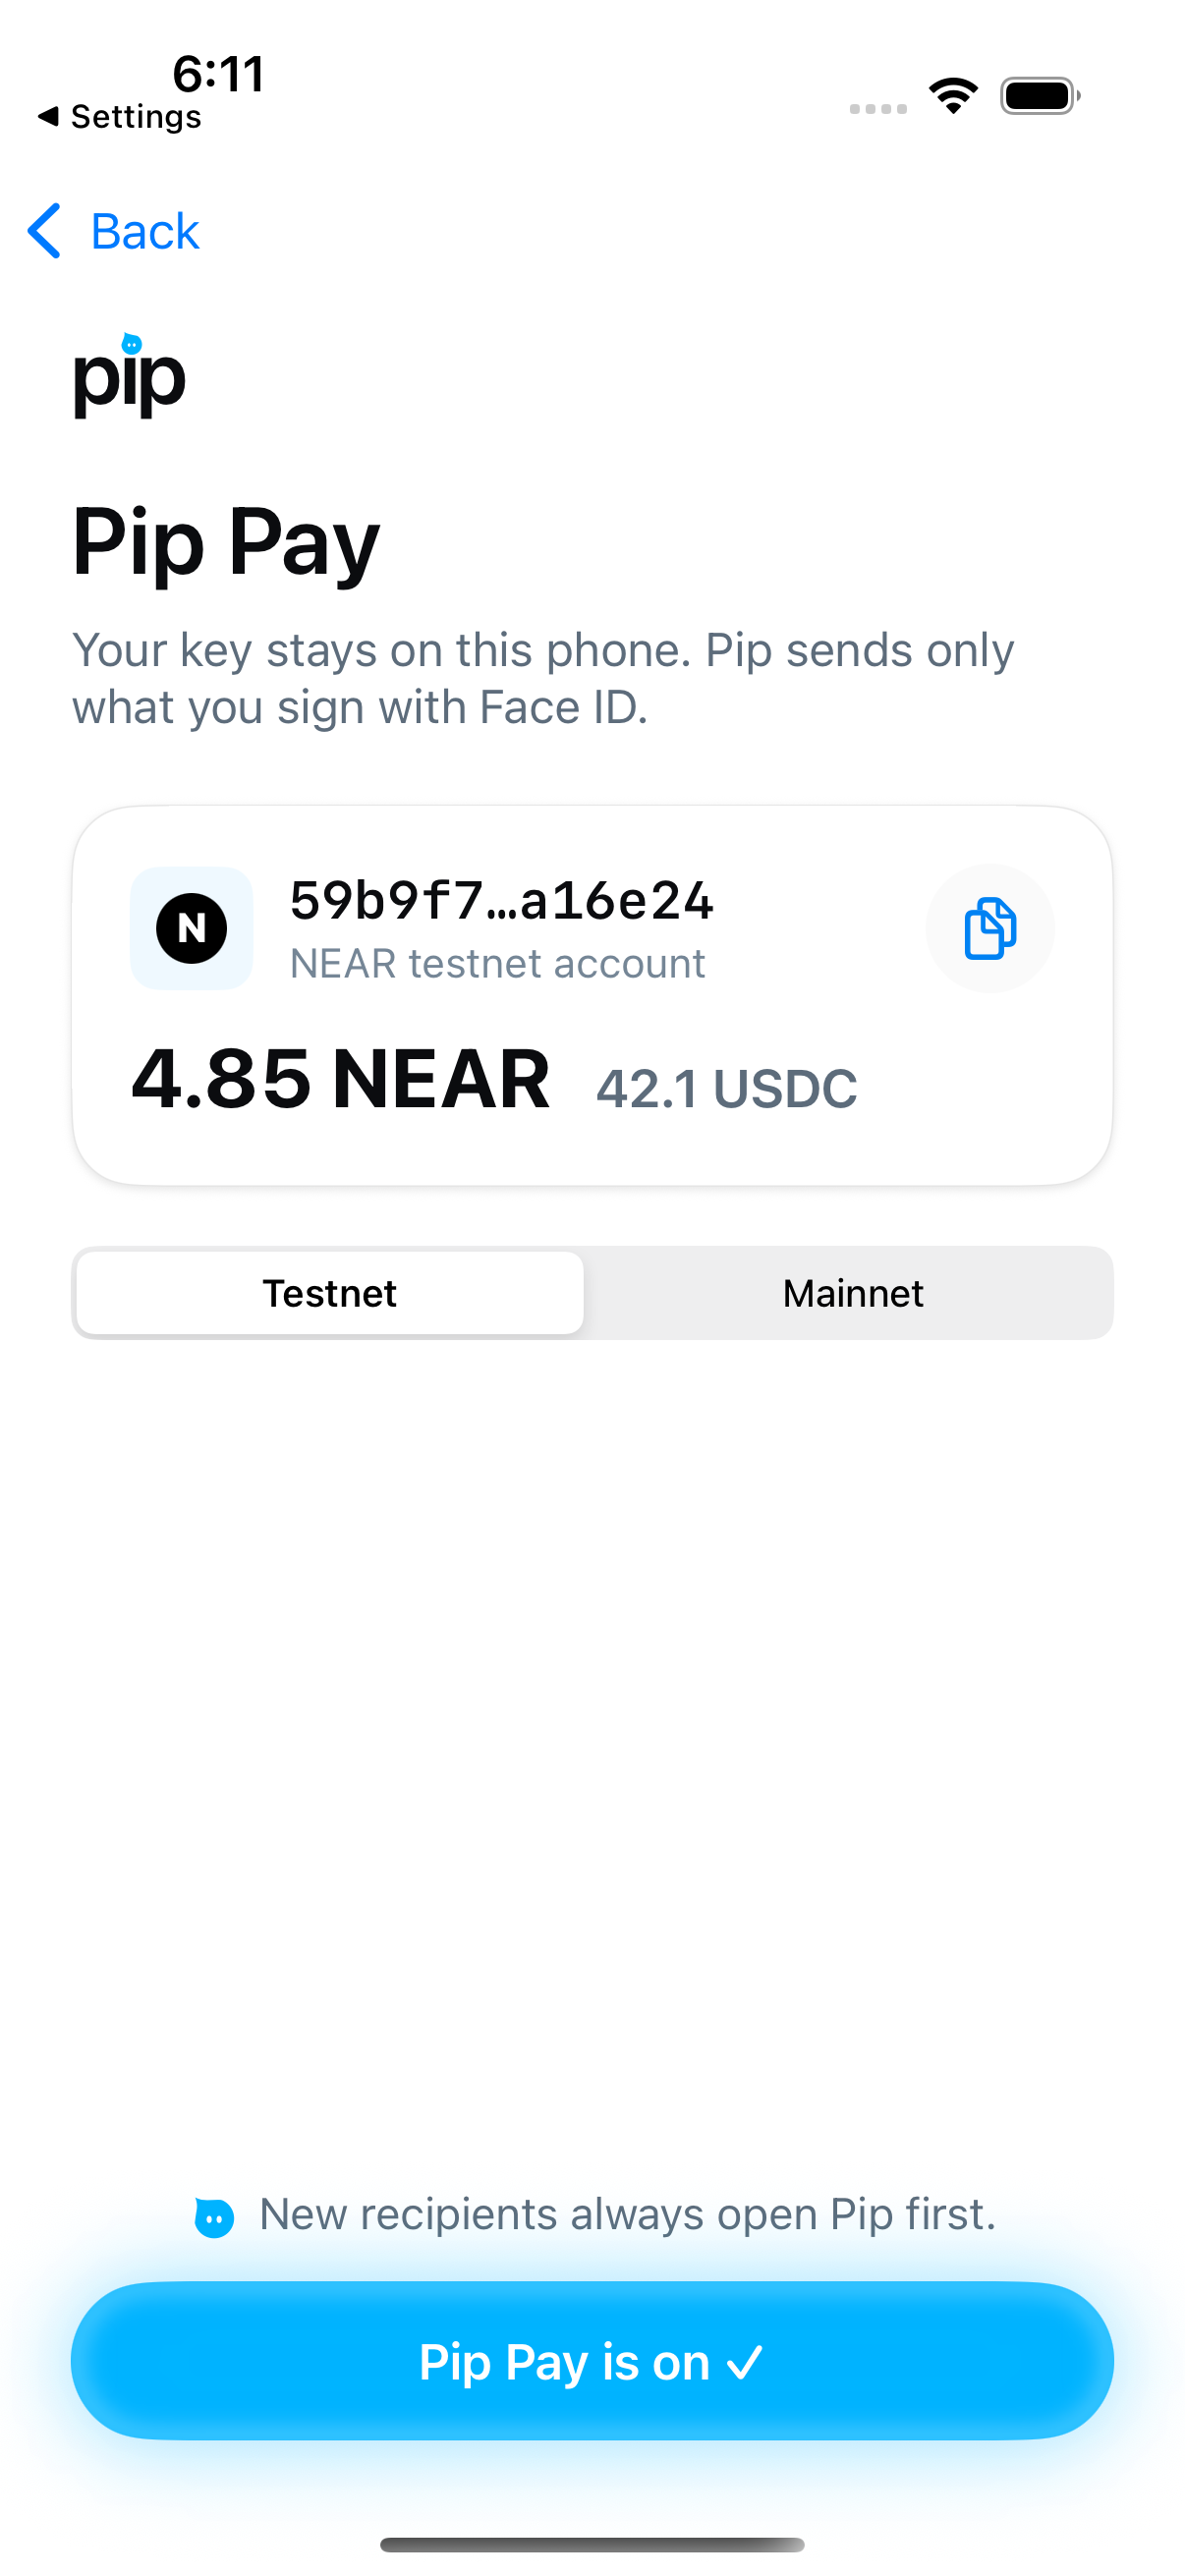 6:11
◀ Settings
Back
pip
Pip Pay
Your key stays on this phone. Pip sends only
what you sign with Face ID.
N
59b9f7…a16e24
NEAR testnet account
4.85 NEAR 42.1 USDC
Testnet Mainnet
New recipients always open Pip first.
Pip Pay is on ✓